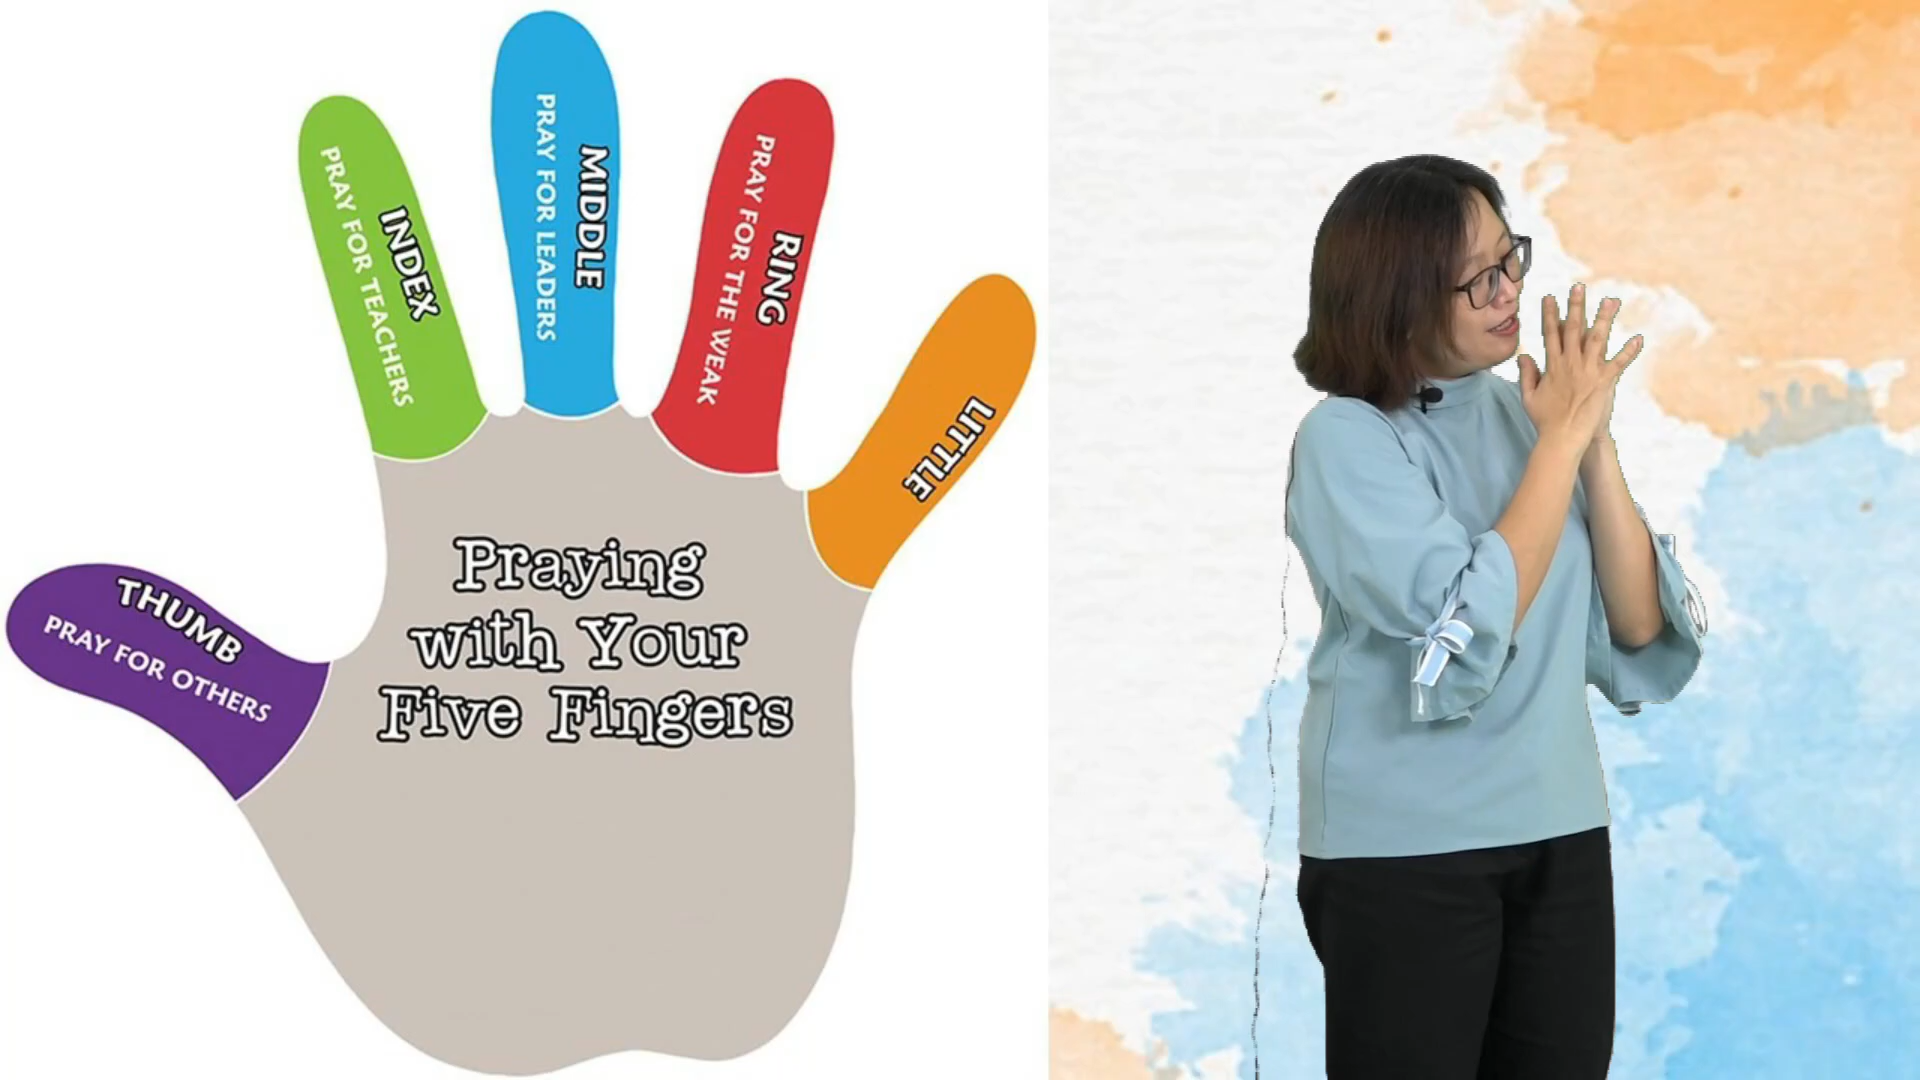 THUMB
PRAY FOR OTHERS
INDEX
PRAY FOR TEACHERS
MIDDLE
PRAY FOR LEADERS
RING
PRAY FOR THE WEAK
LITTLE
Praying
with Your
Five Fingers